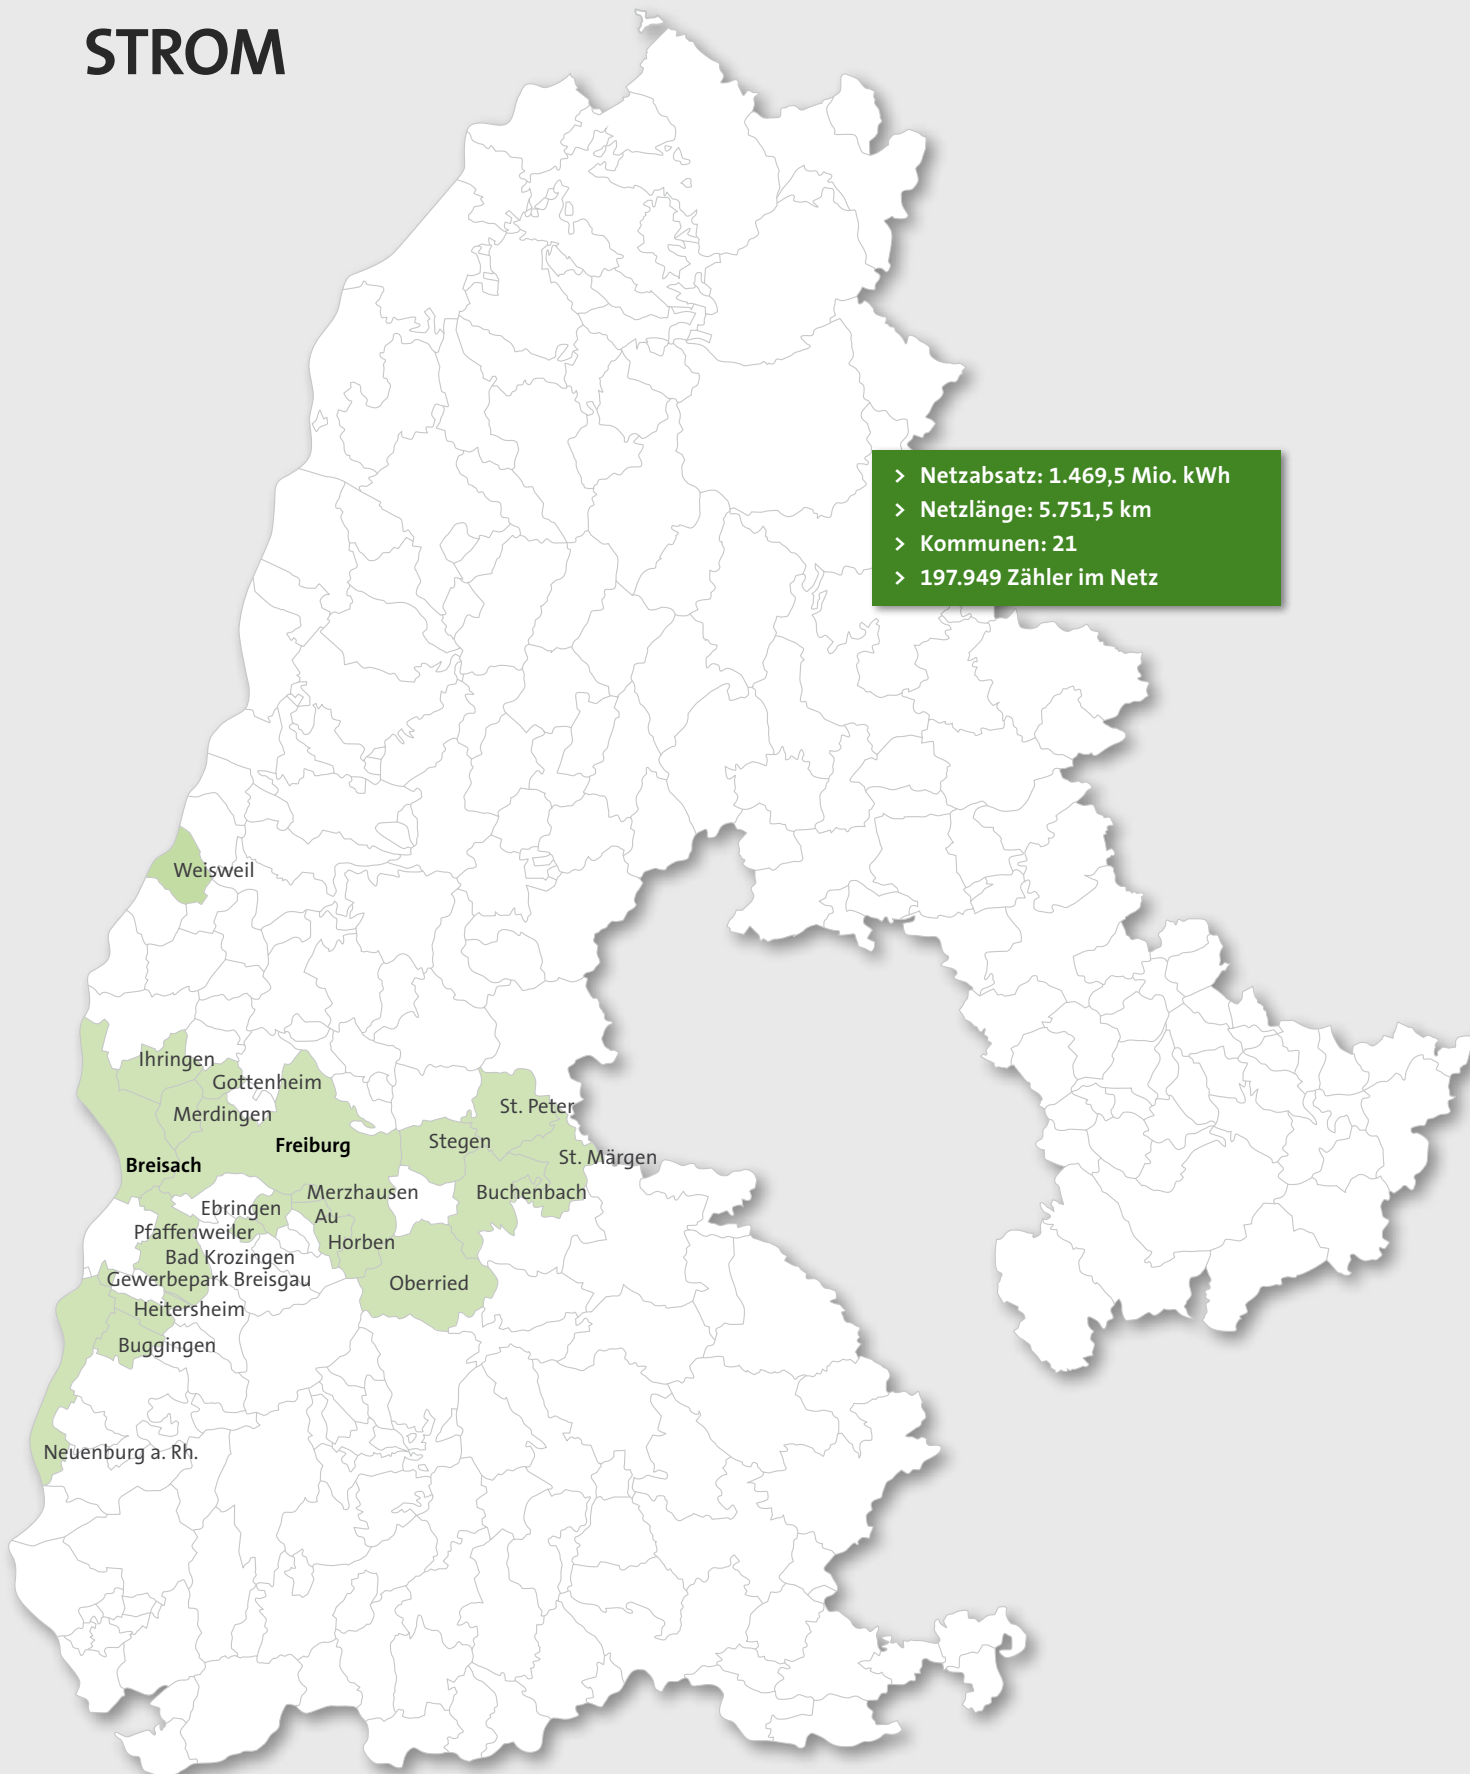 STROM
> Netzabsatz: 1.469,5 Mio. kWh
> Netzlänge: 5.751,5 km
> Kommunen: 21
> 197.949 Zähler im Netz
Weisweil
Ihringen
Gottenheim
Merdingen
St. Peter
Freiburg
Stegen
St. Märgen
Breisach
Merzhausen
Buchenbach
Ebringen
Au
Pfaffenweiler
Horben
Bad Krozingen
Gewerbepark Breisgau
Oberried
Heitersheim
Buggingen
Neuenburg a. Rh.